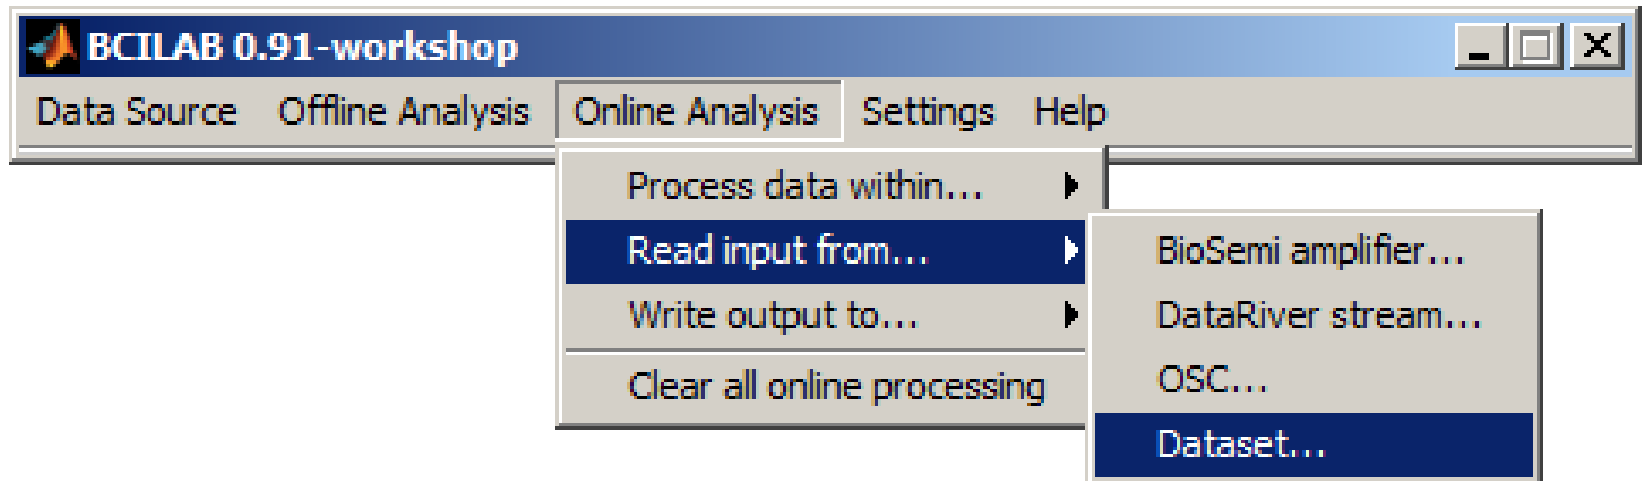 BCILAB 0.91-workshop
Data Source Offline Analysis Online Analysis Settings Help
Process data within...
Read input from...
Write output to...
Clear all online processing
BioSemi amplifier...
DataRiver stream...
OSC...
Dataset...